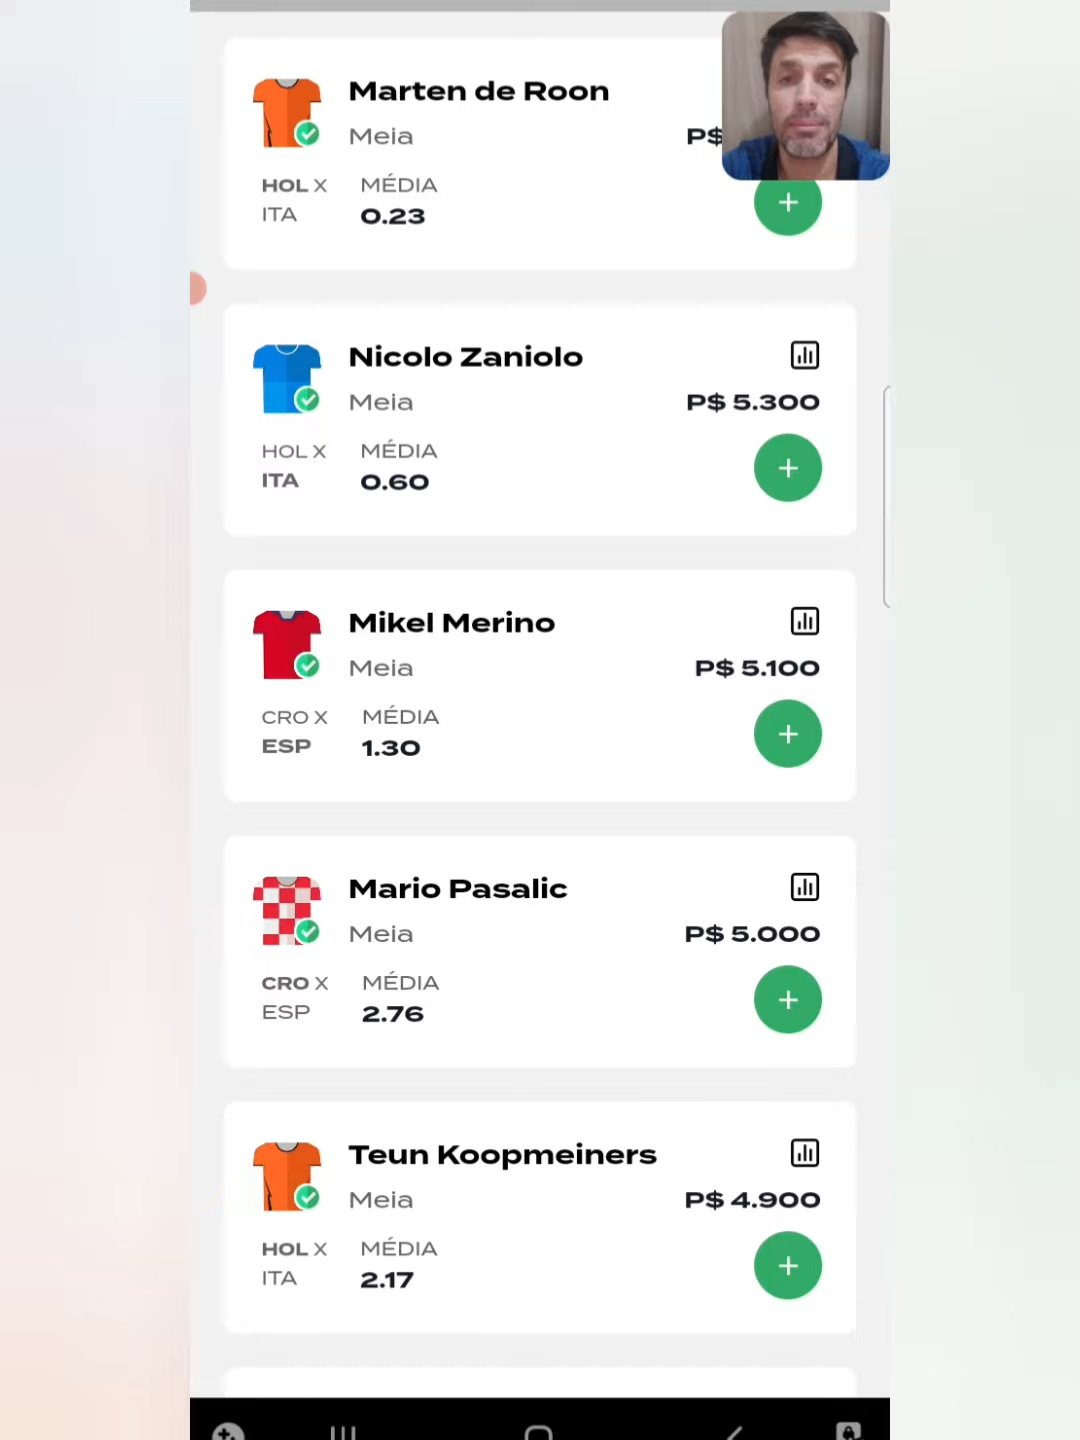 Marten de Roon
Meia
P$
HOL X MÉDIA
ITA 0.23
Nicolo Zaniolo
Meia P$ 5.300
HOL X MÉDIA
ITA 0.60
Mikel Merino
Meia P$ 5.100
CRO X MÉDIA
ESP 1.30
Mario Pasalic
Meia P$ 5.000
CRO X MÉDIA
ESP 2.76
Teun Koopmeiners
Meia P$ 4.900
HOL X MÉDIA
ITA 2.17